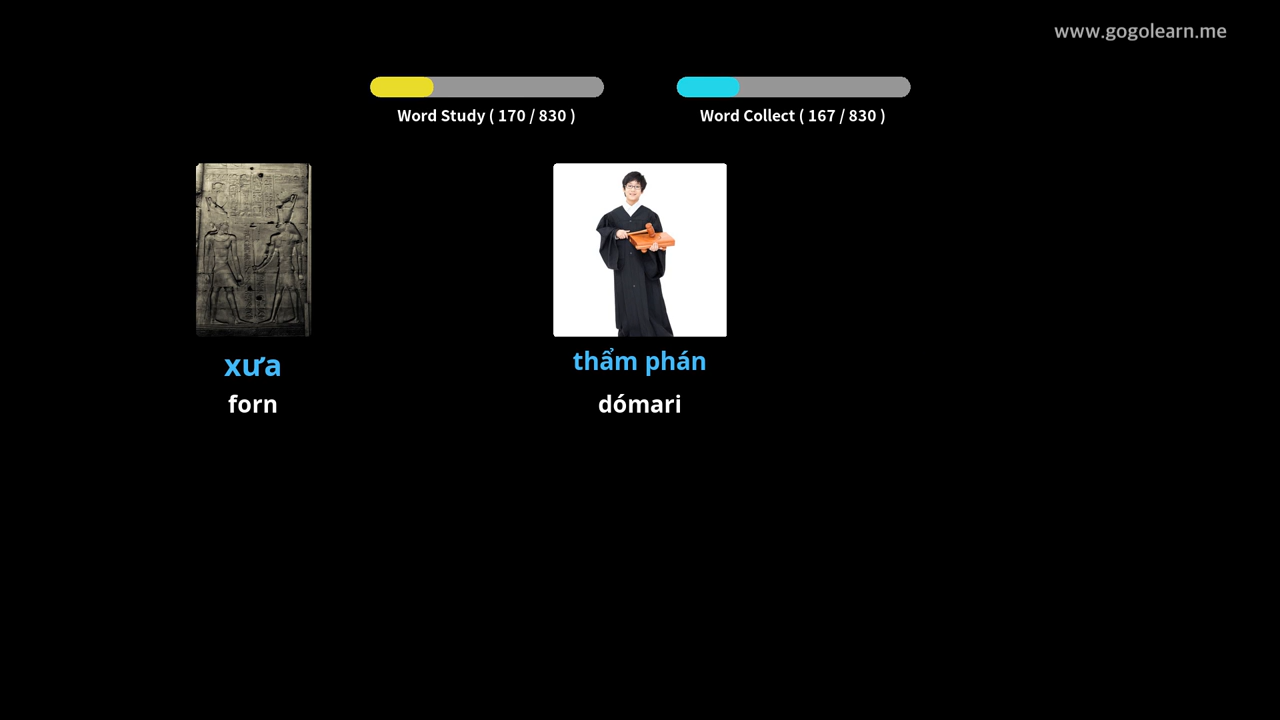 www.gogolearn.me
Word Study ( 170 / 830 )
Word Collect ( 167 / 830 )
xưa
forn
thẩm phán
dómari